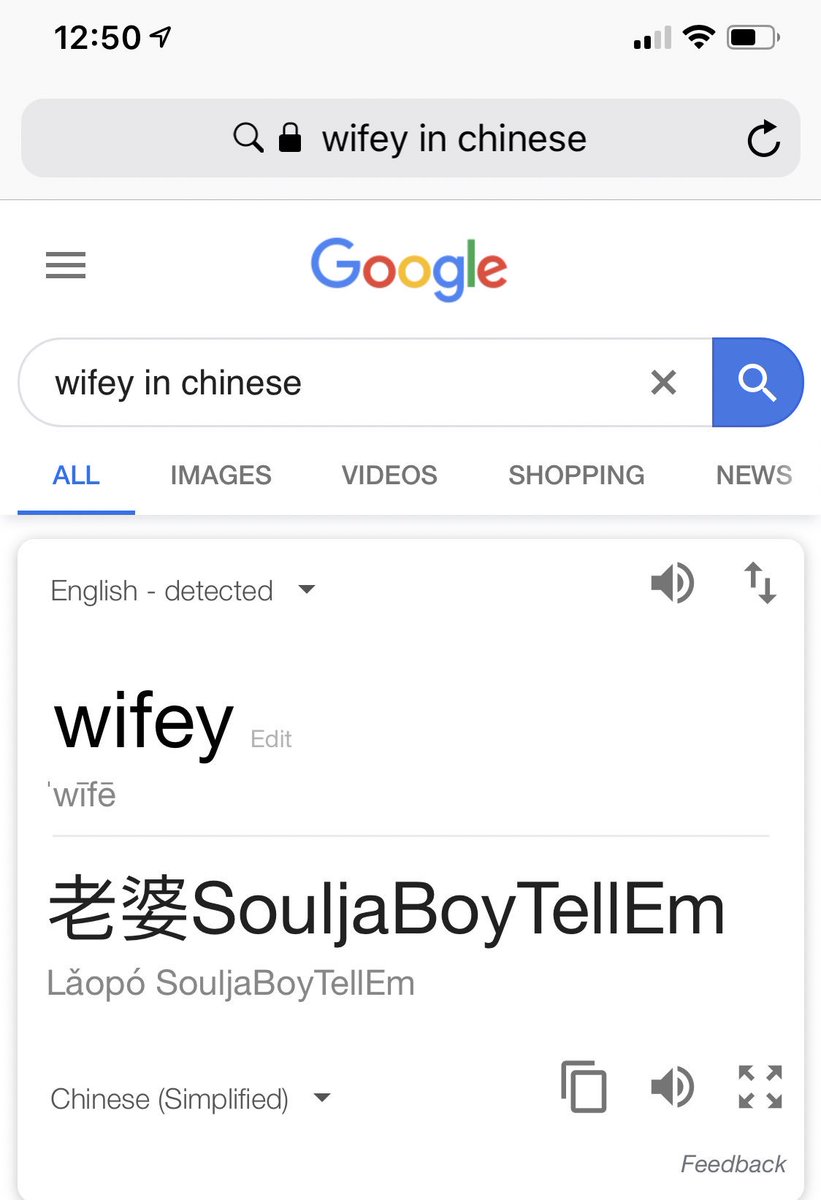 12:50
wifey in chinese
Google
wifey in chinese
ALL IMAGES VIDEOS SHOPPING NEWS
English - detected
wifey Edit
ˈwīfē
老婆SouljaBoyTellEm
Lǎopó SouljaBoyTellEm
Chinese (Simplified)
Feedback